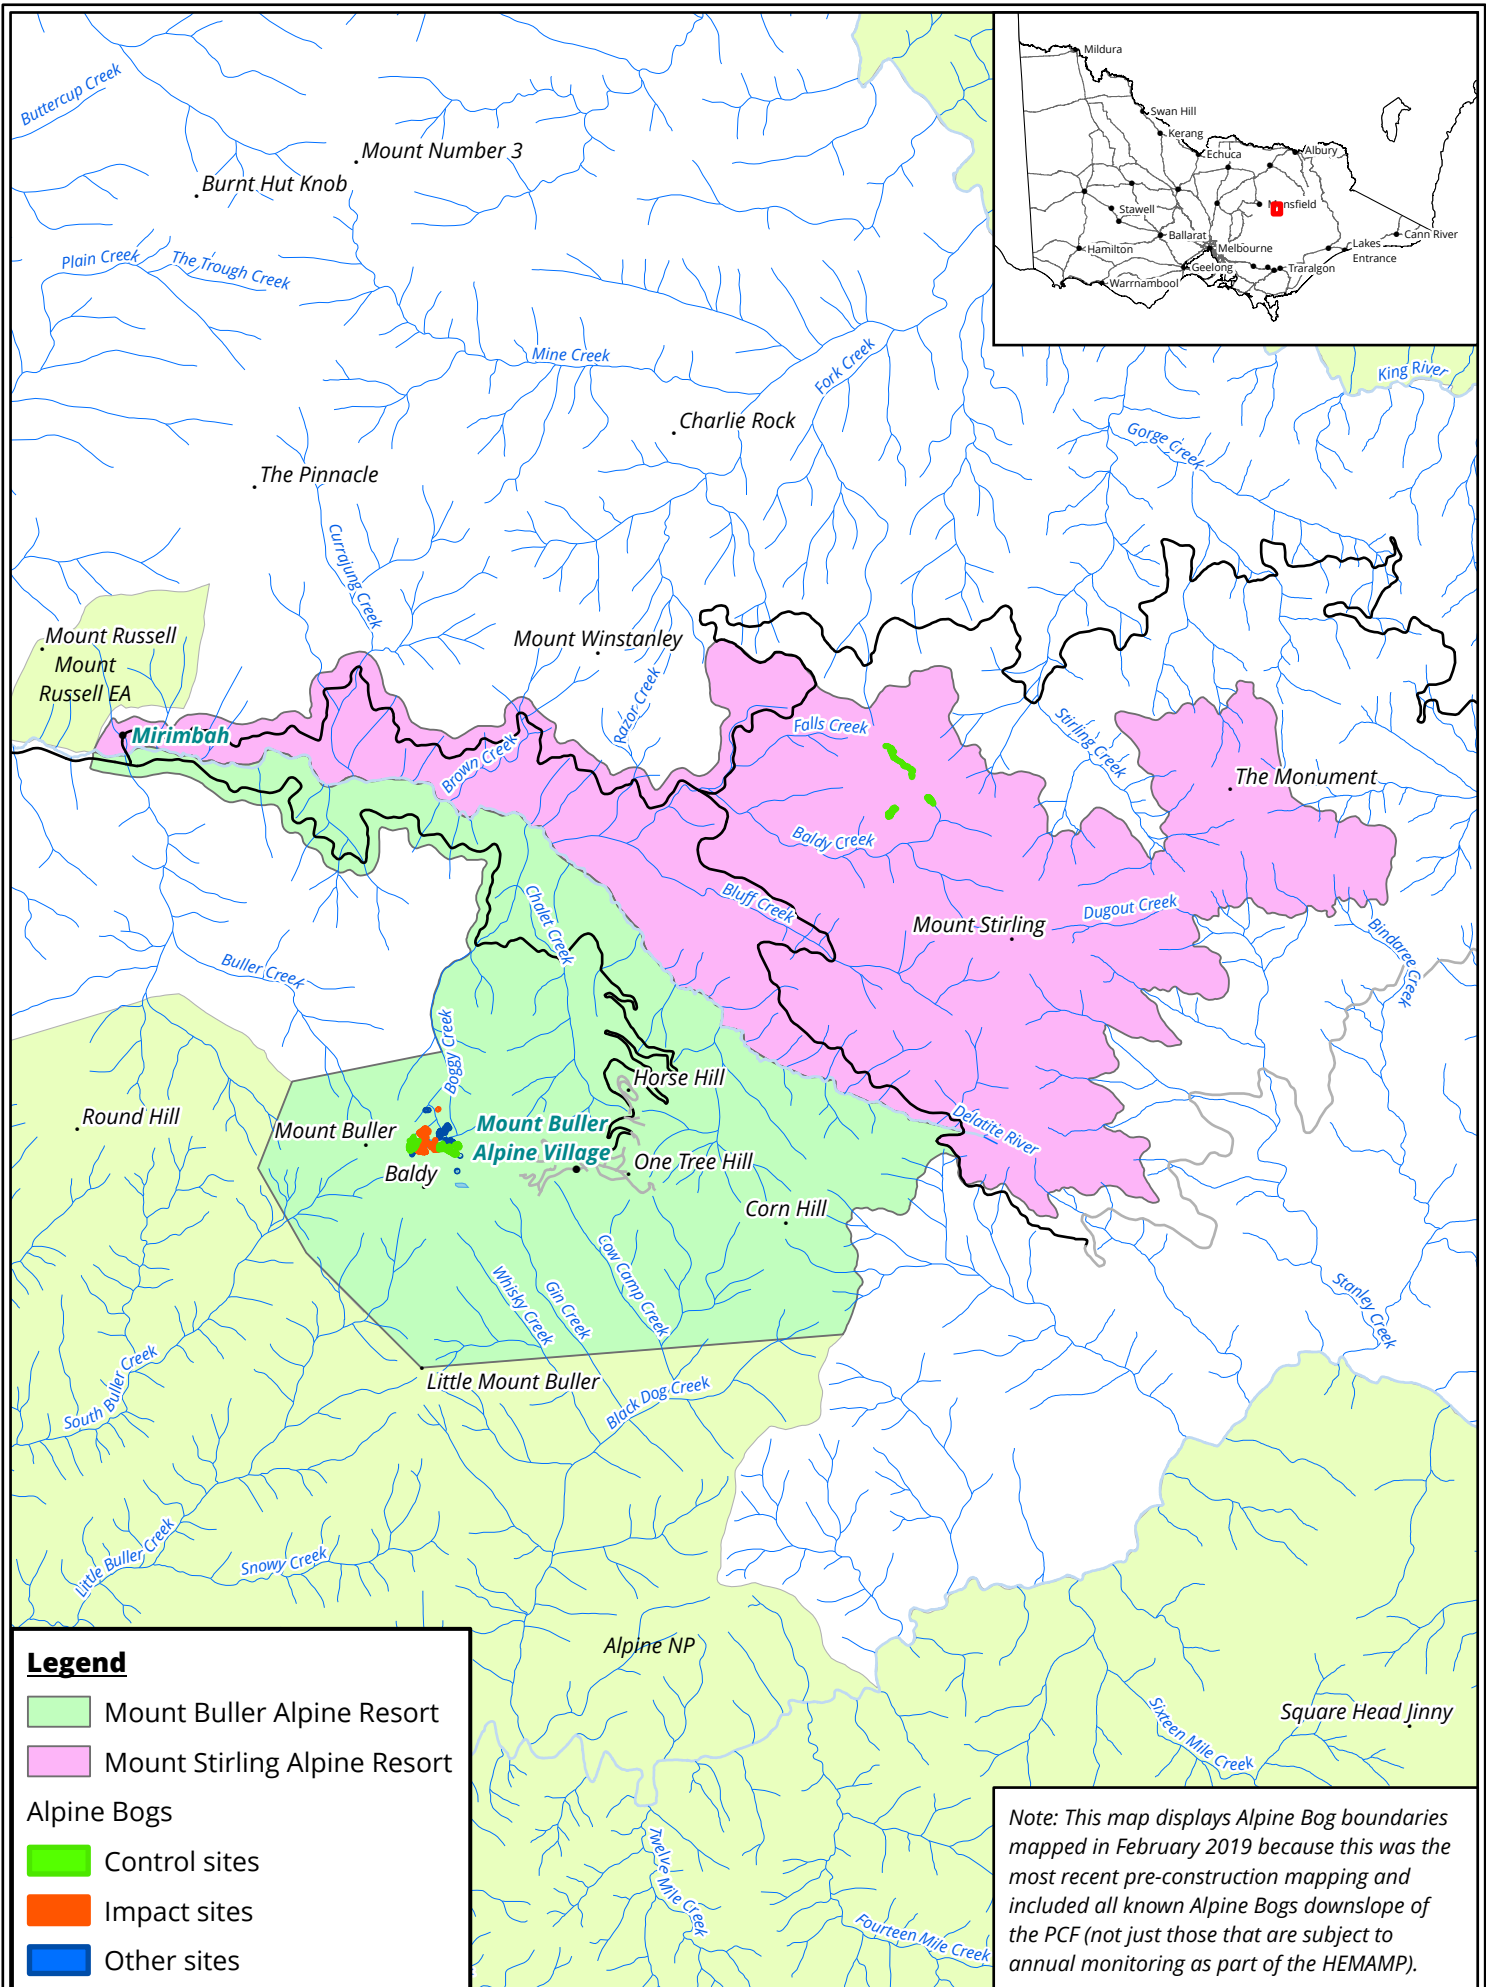 Buttercup Creek
Mount Number 3
Burnt Hut Knob
Plain Creek
The Trough Creek
Mine Creek
Fork Creek
Charlie Rock
The Pinnacle
Currajung Creek
King River
Gorge Creek
Mildura
Swan Hill
Kerang
Echuca
Albury
Mansfield
Stawell
Ballarat
Melbourne
Cann River
Hamilton
Lakes
Entrance
Geelong
Traralgon
Warrnambool
Mount Russell
Mount
Russell EA
Mount Winstanley
Razor Creek
Mirimbah
Brown Creek
Falls Creek
Stirling Creek
The Monument
Baldy Creek
Bluff Creek
Chalet Creek
Mount Stirling
Dugout Creek
Bindaree Creek
Buller Creek
Boggy Creek
Horse Hill
Round Hill
Mount Buller
Mount Buller
Alpine Village
Baldy
One Tree Hill
Delatite River
Corn Hill
Cow Camp Creek
Whisky Creek
Gin Creek
Stanley Creek
South Buller Creek
Little Mount Buller
Black Dog Creek
Little Buller Creek
Snowy Creek
Alpine NP
Square Head Jinny
Sixteen Mile Creek
Twelve Mile Creek
Fourteen Mile Creek
Legend
Mount Buller Alpine Resort
Mount Stirling Alpine Resort
Alpine Bogs
Control sites
Impact sites
Other sites
Note: This map displays Alpine Bog boundaries
mapped in February 2019 because this was the
most recent pre-construction mapping and
included all known Alpine Bogs downslope of
the PCF (not just those that are subject to
annual monitoring as part of the HEMAMP).